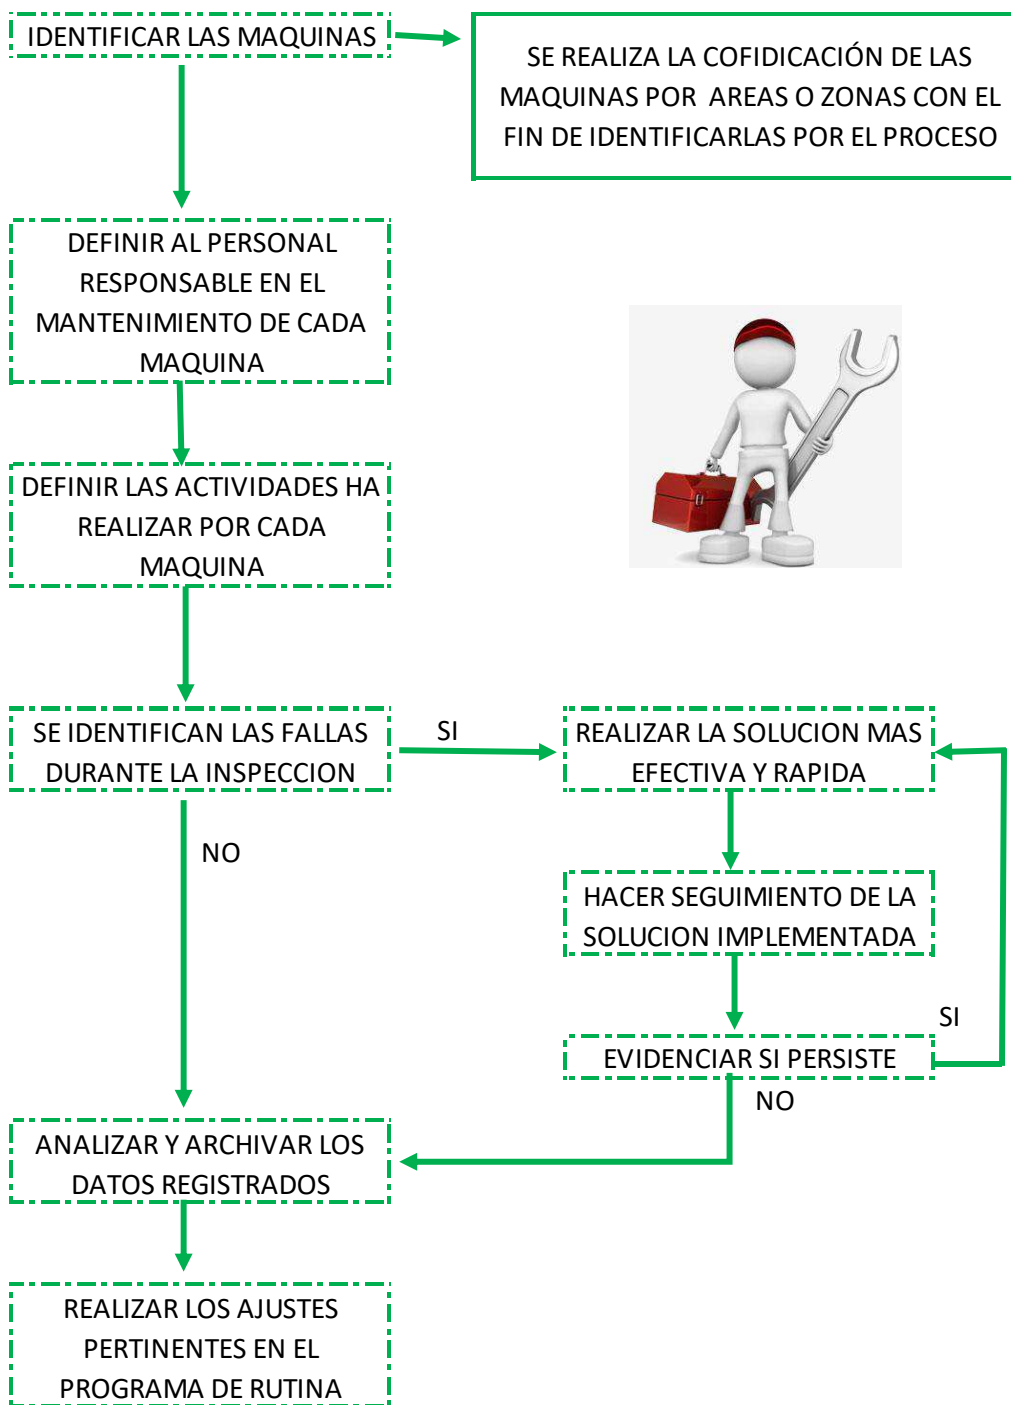 IDENTIFICAR LAS MAQUINAS
SE REALIZA LA COFIDICACIÓN DE LAS
MAQUINAS POR AREAS O ZONAS CON EL
FIN DE IDENTIFICARLAS POR EL PROCESO
DEFINIR AL PERSONAL
RESPONSABLE EN EL
MANTENIMIENTO DE CADA
MAQUINA
DEFINIR LAS ACTIVIDADES HA
REALIZAR POR CADA
MAQUINA
SE IDENTIFICAN LAS FALLAS
DURANTE LA INSPECCION
SI
REALIZAR LA SOLUCION MAS
EFECTIVA Y RAPIDA
NO
HACER SEGUIMIENTO DE LA
SOLUCION IMPLEMENTADA
SI
EVIDENCIAR SI PERSISTE
NO
ANALIZAR Y ARCHIVAR LOS
DATOS REGISTRADOS
REALIZAR LOS AJUSTES
PERTINENTES EN EL
PROGRAMA DE RUTINA